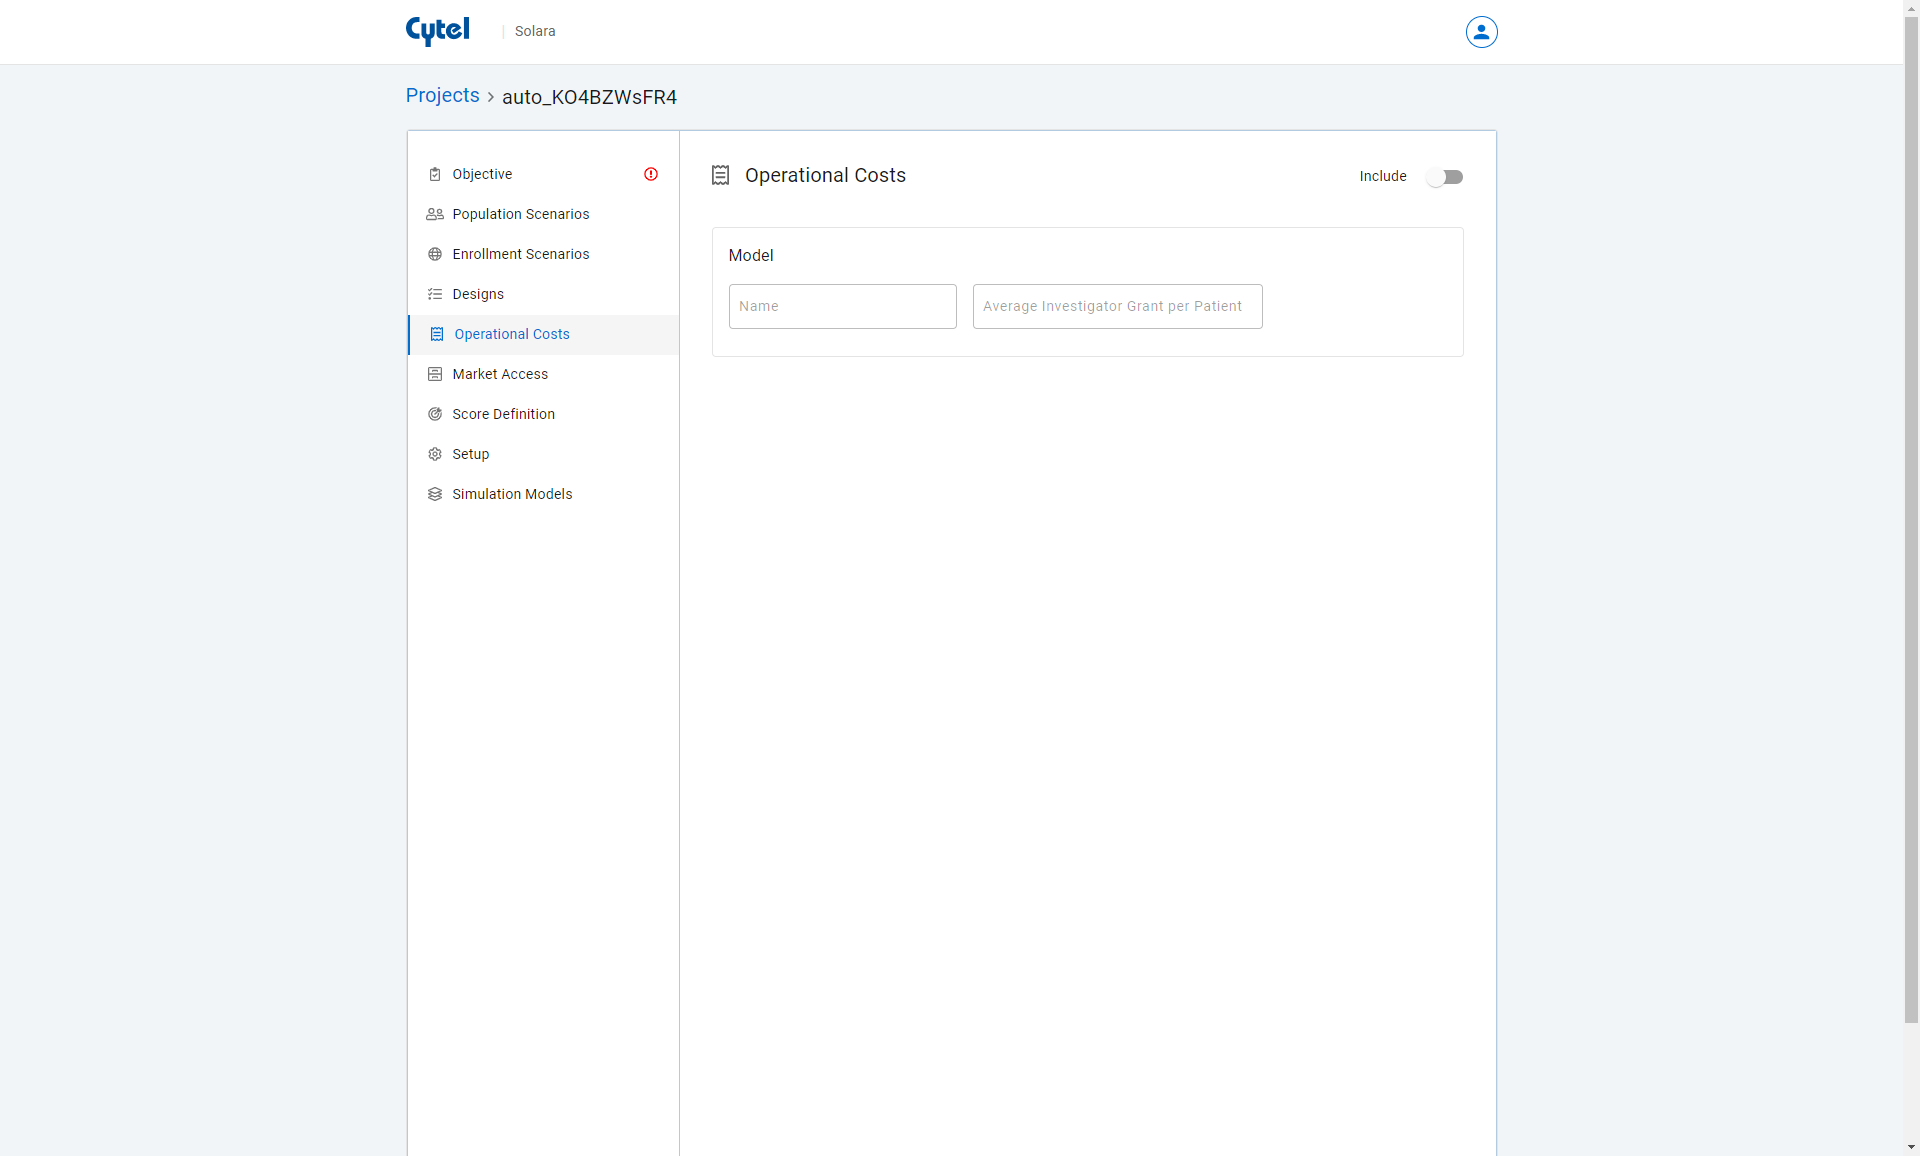 Cytel
Solara
Projects > auto_KO4BZWsFR4
Objective
Population Scenarios
Enrollment Scenarios
Designs
Operational Costs
Market Access
Score Definition
Setup
Simulation Models
Operational Costs
Include
Model
Name
Average Investigator Grant per Patient